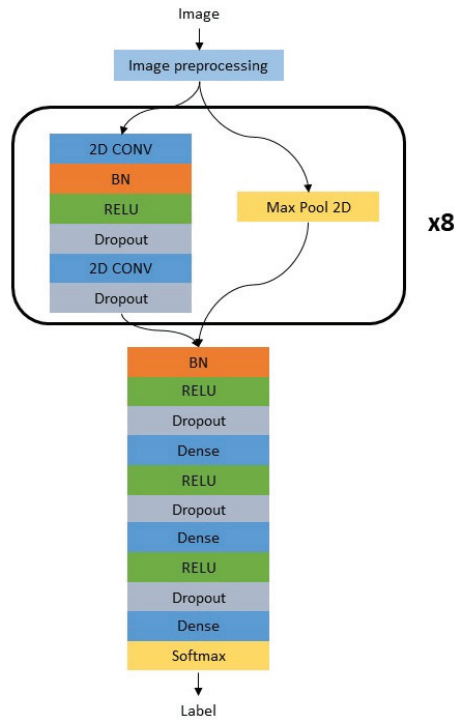 Image
Image preprocessing
2D CONV
BN
RELU
Dropout
2D CONV
Dropout
Max Pool 2D
x8
BN
RELU
Dropout
Dense
RELU
Dropout
Dense
RELU
Dropout
Dense
Softmax
Label